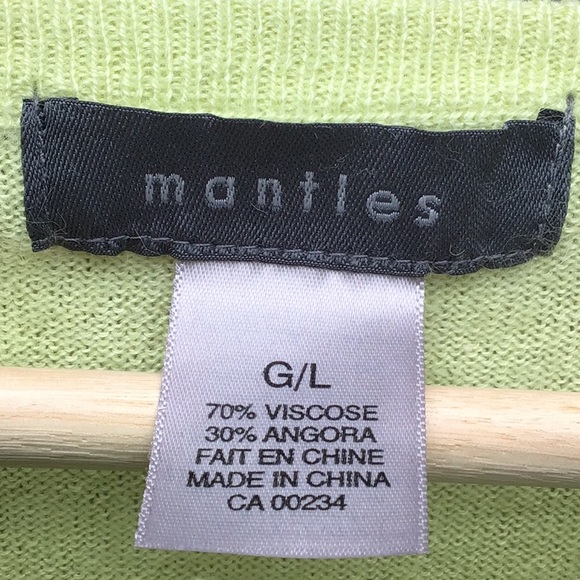 mantles
G/L
70% VISCOSE
30% ANGORA
FAIT EN CHINE
MADE IN CHINA
CA 00234